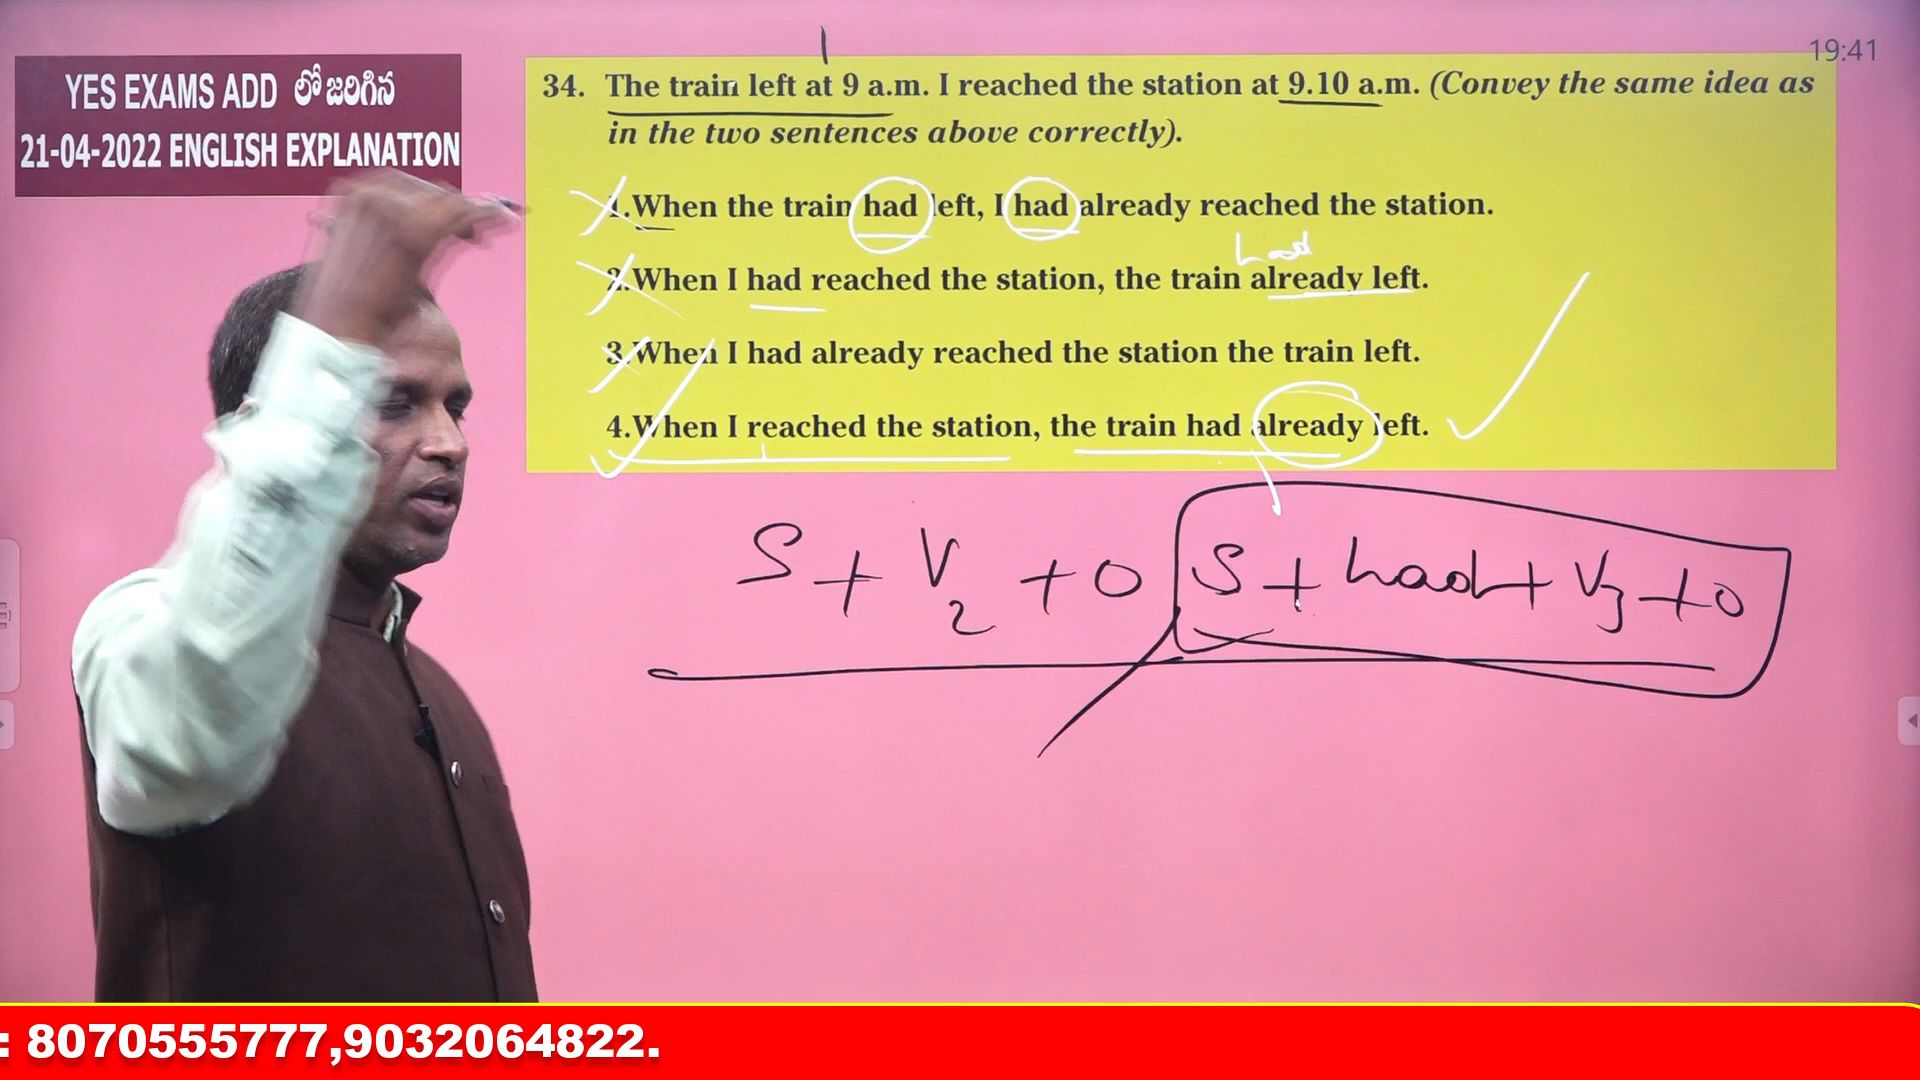 19:41
YES EXAMS ADD లో జరిగిన
21-04-2022 ENGLISH EXPLANATION
34. The train left at 9 a.m. I reached the station at 9.10 a.m. (Convey the same idea as
in the two sentences above correctly).
1.When the train had left, I had already reached the station.
had
2.When I had reached the station, the train already left.
3.When I had already reached the station the train left.
4.When I reached the station, the train had already left.
S + V2 + O S + had + V3 + O
: 8070555777,9032064822.